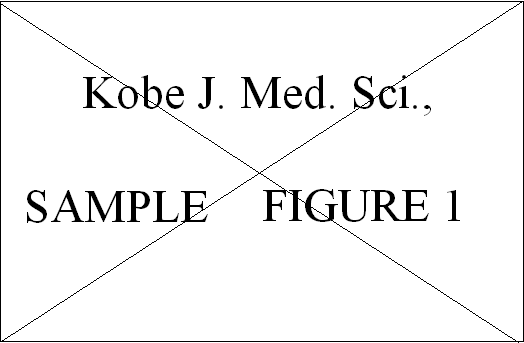 Kobe J. Med. Sci.,
SAMPLE FIGURE 1